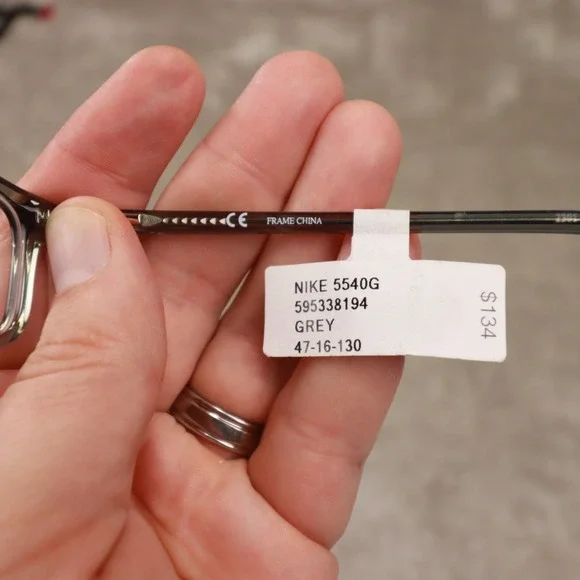 CE FRAME CHINA
NIKE 5540G
595338194
GREY
47-16-130
$134